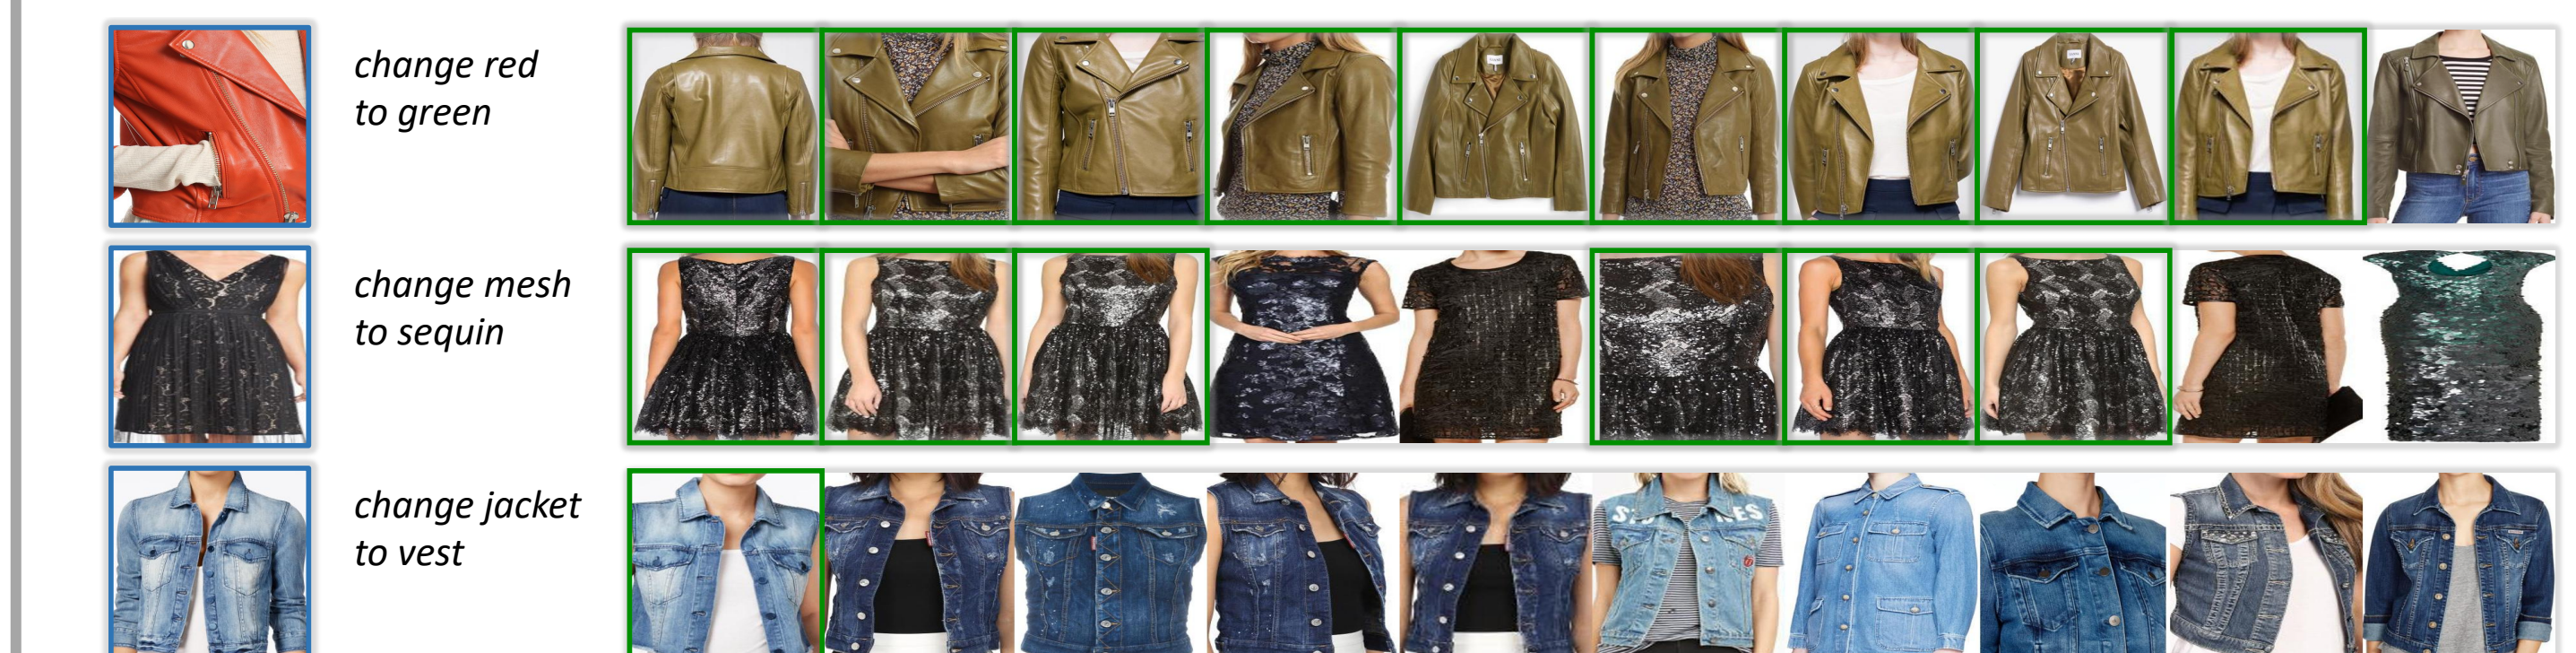 change red
to green
change mesh
to sequin
change jacket
to vest